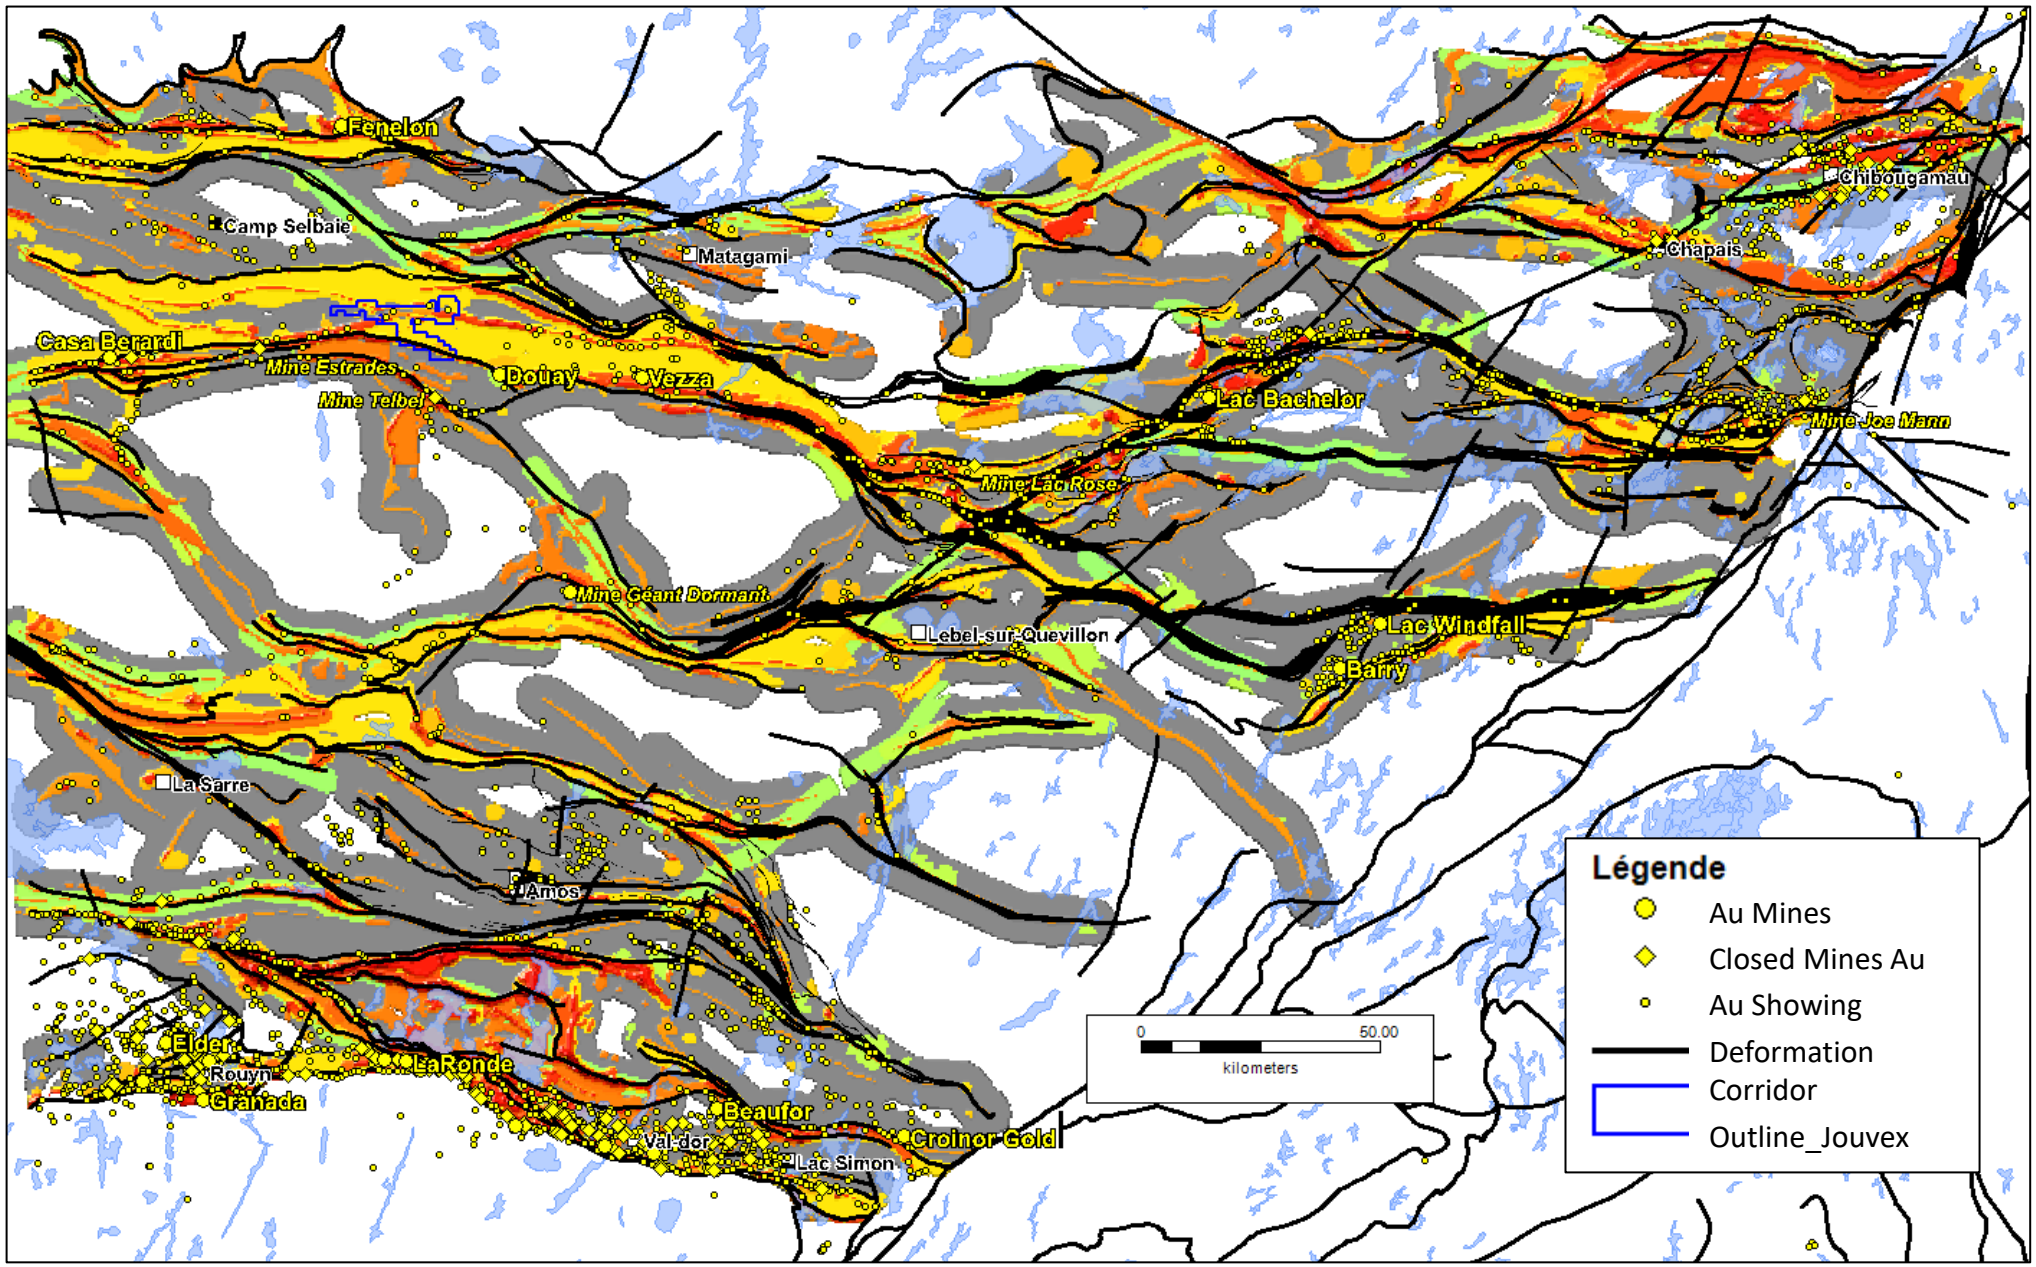 Fenelon
Chibougamau
Camp Selbaie
Matagami
Chapais
Casa Berardi
Mine Estrades
Douay
Vezza
Mine Telbel
Lac Bachelor
Mine Joe Mann
Mine Lac Rose
Mine Géant Dormant
Lebel-sur-Quevillon
Lac Windfall
Barry
La Sarre
Amos
Légende
Au Mines
Closed Mines Au
Au Showing
Deformation
Corridor
Outline_Jouvex
0 50.00
kilometers
Elder
Rouyn
LaRonde
Granada
Beaufor
Val-dor
Croinor Gold
Lac Simon